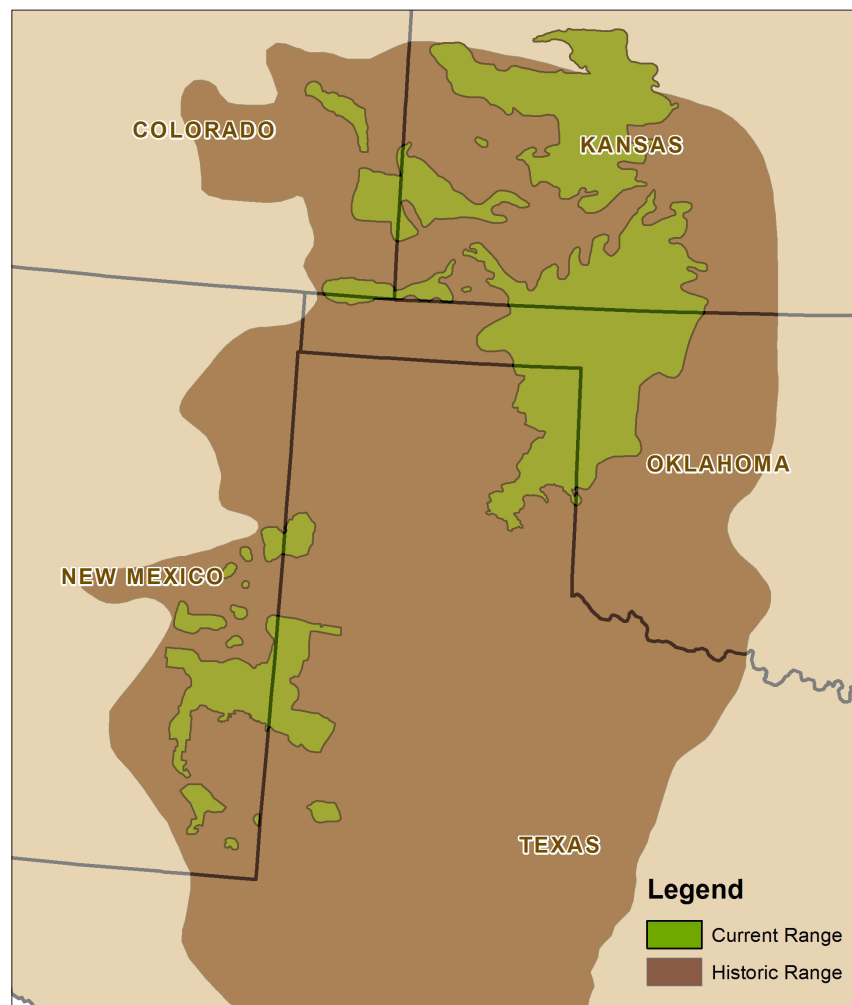 COLORADO
KANSAS
OKLAHOMA
NEW MEXICO
TEXAS
Legend
Current Range
Historic Range